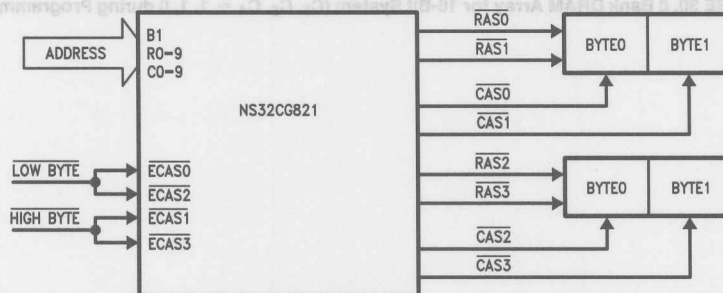 ADDRESS
B1
R0-9
C0-9
NS32CG821
LOW BYTE
HIGH BYTE
ECAS0
ECAS2
ECAS1
ECAS3
RAS0
RAS1
CAS0
CAS1
BYTE0 BYTE1
RAS2
RAS3
CAS2
CAS3
BYTE0 BYTE1